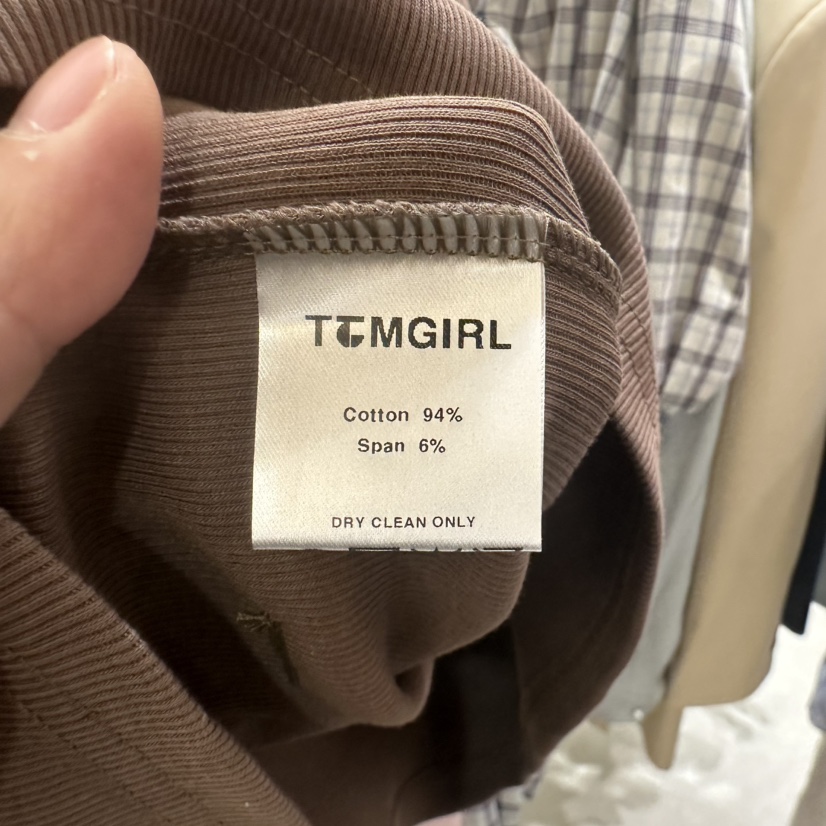 TOMGIRL
Cotton 94%
Span 6%
DRY CLEAN ONLY